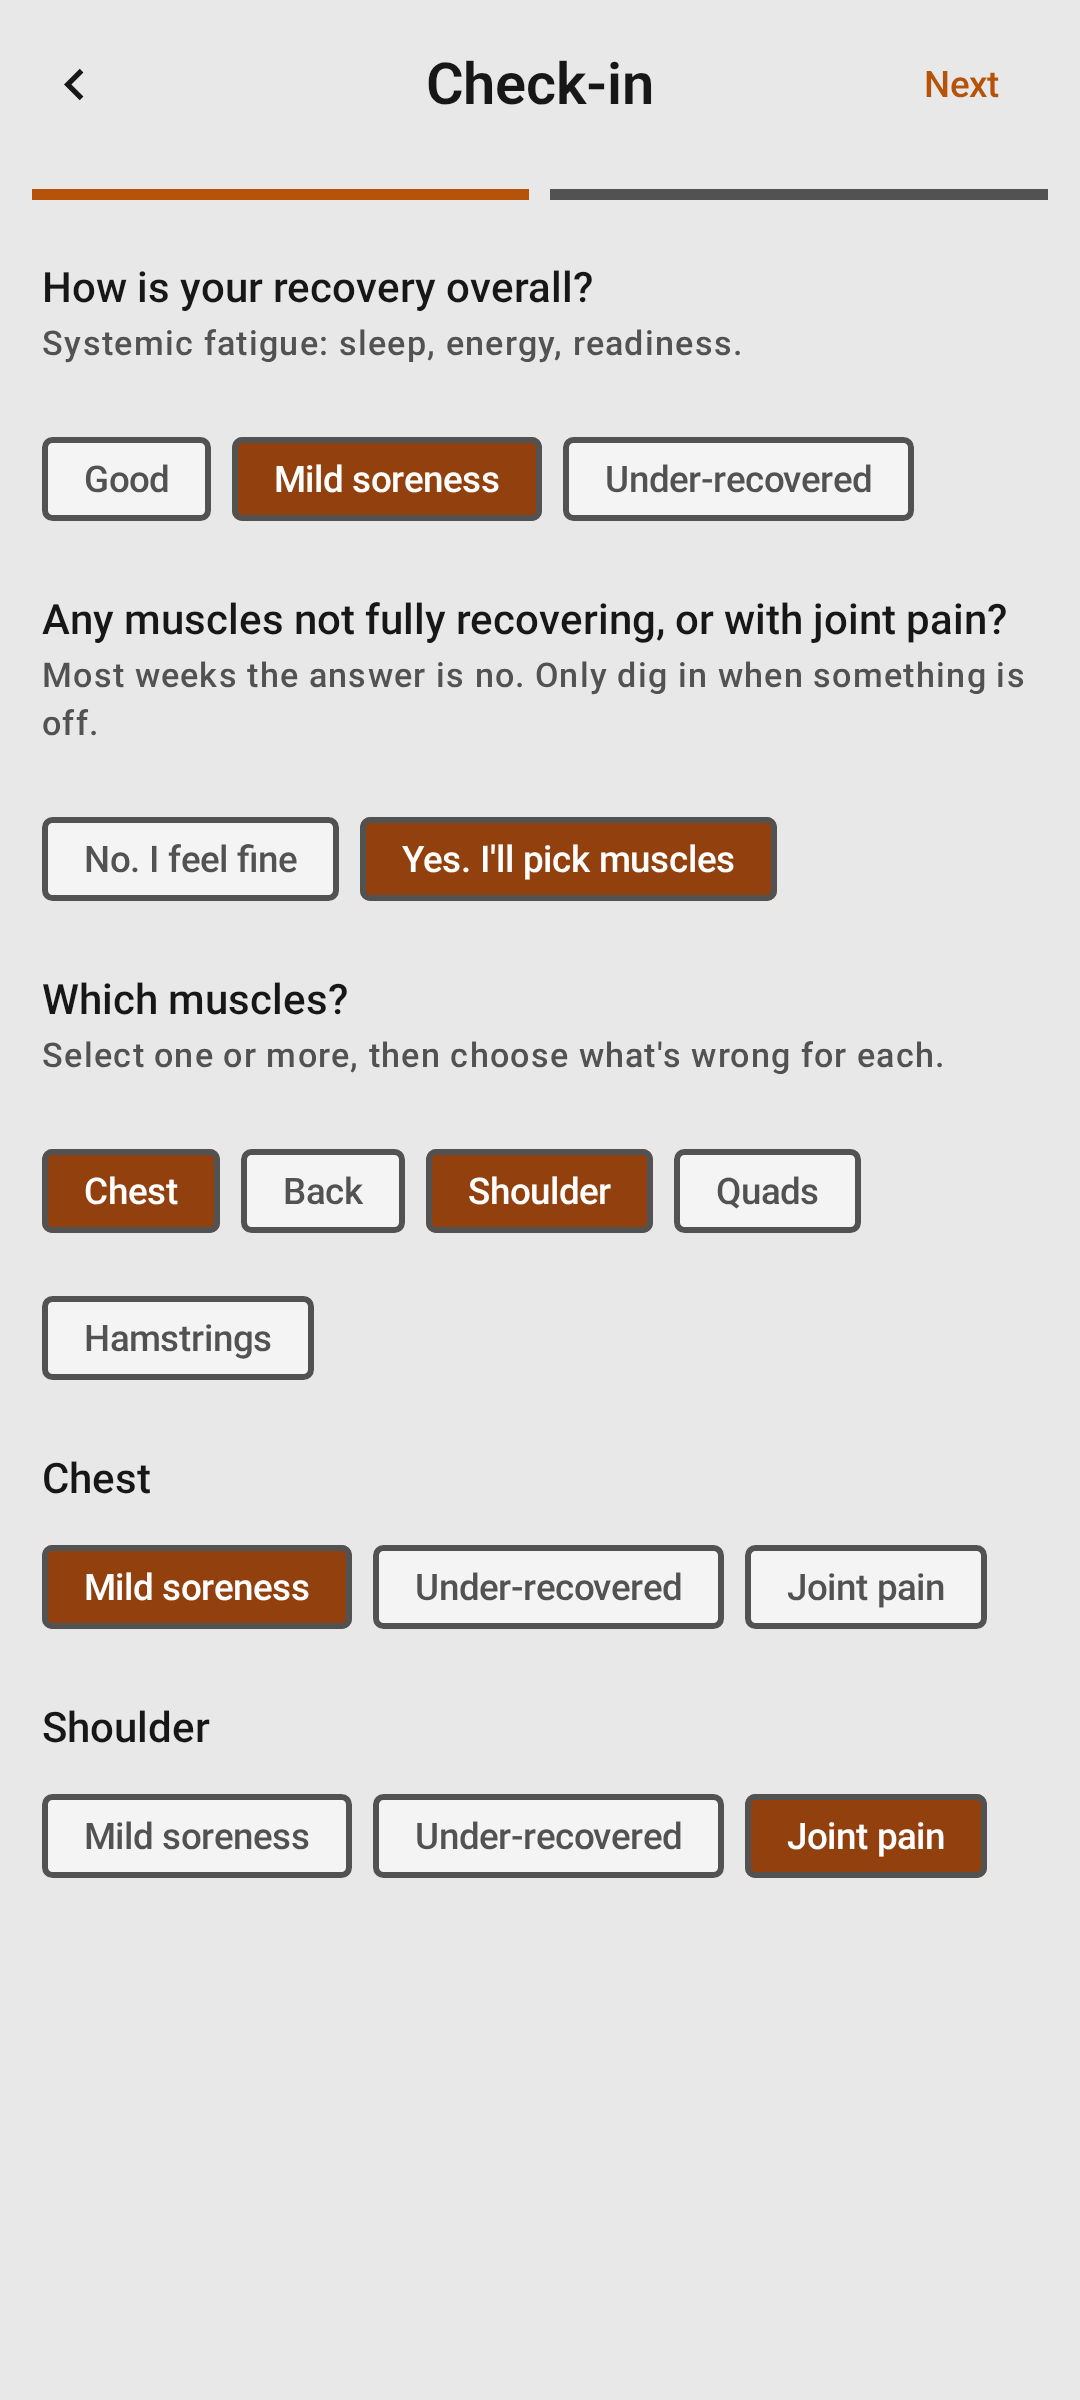 Check-in
Next
How is your recovery overall?
Systemic fatigue: sleep, energy, readiness.
Good
Mild soreness
Under-recovered
Any muscles not fully recovering, or with joint pain?
Most weeks the answer is no. Only dig in when something is
off.
No. I feel fine
Yes. I'll pick muscles
Which muscles?
Select one or more, then choose what's wrong for each.
Chest
Back
Shoulder
Quads
Hamstrings
Chest
Mild soreness
Under-recovered
Joint pain
Shoulder
Mild soreness
Under-recovered
Joint pain